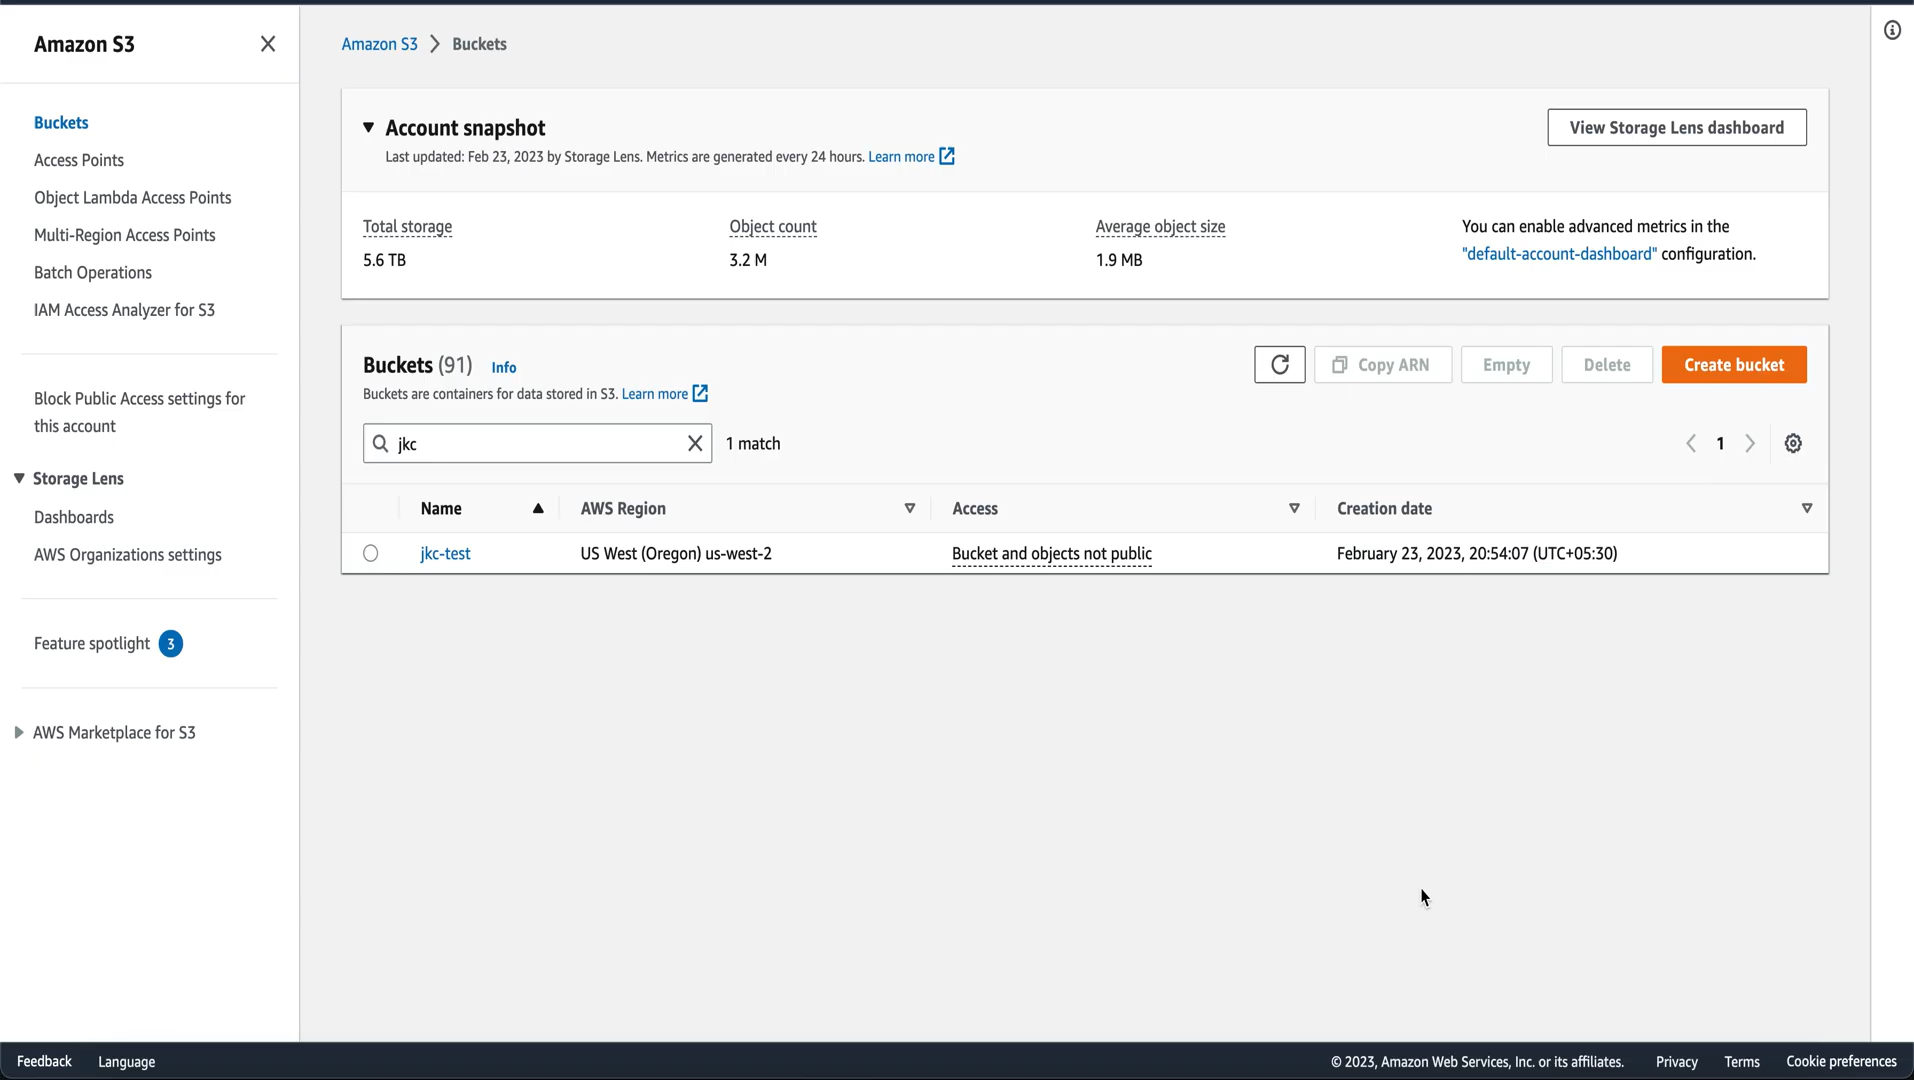 Amazon S3
Buckets
Access Points
Object Lambda Access Points
Multi-Region Access Points
Batch Operations
IAM Access Analyzer for S3
Block Public Access settings for
this account
Storage Lens
Dashboards
AWS Organizations settings
Feature spotlight 3
AWS Marketplace for S3
Amazon S3 Buckets
Account snapshot
View Storage Lens dashboard
Last updated: Feb 23, 2023 by Storage Lens. Metrics are generated every 24 hours. Learn more
Total storage Object count Average object size You can enable advanced metrics in the
5.6 TB 3.2 M 1.9 MB "default-account-dashboard" configuration.
Buckets (91) Info
Copy ARN Empty Delete Create bucket
Buckets are containers for data stored in S3. Learn more
jkc 1 match 1
Name AWS Region Access Creation date
jkc-test US West (Oregon) us-west-2 Bucket and objects not public February 23, 2023, 20:54:07 (UTC+05:30)
Feedback Language © 2023, Amazon Web Services, Inc. or its affiliates. Privacy Terms Cookie preferences